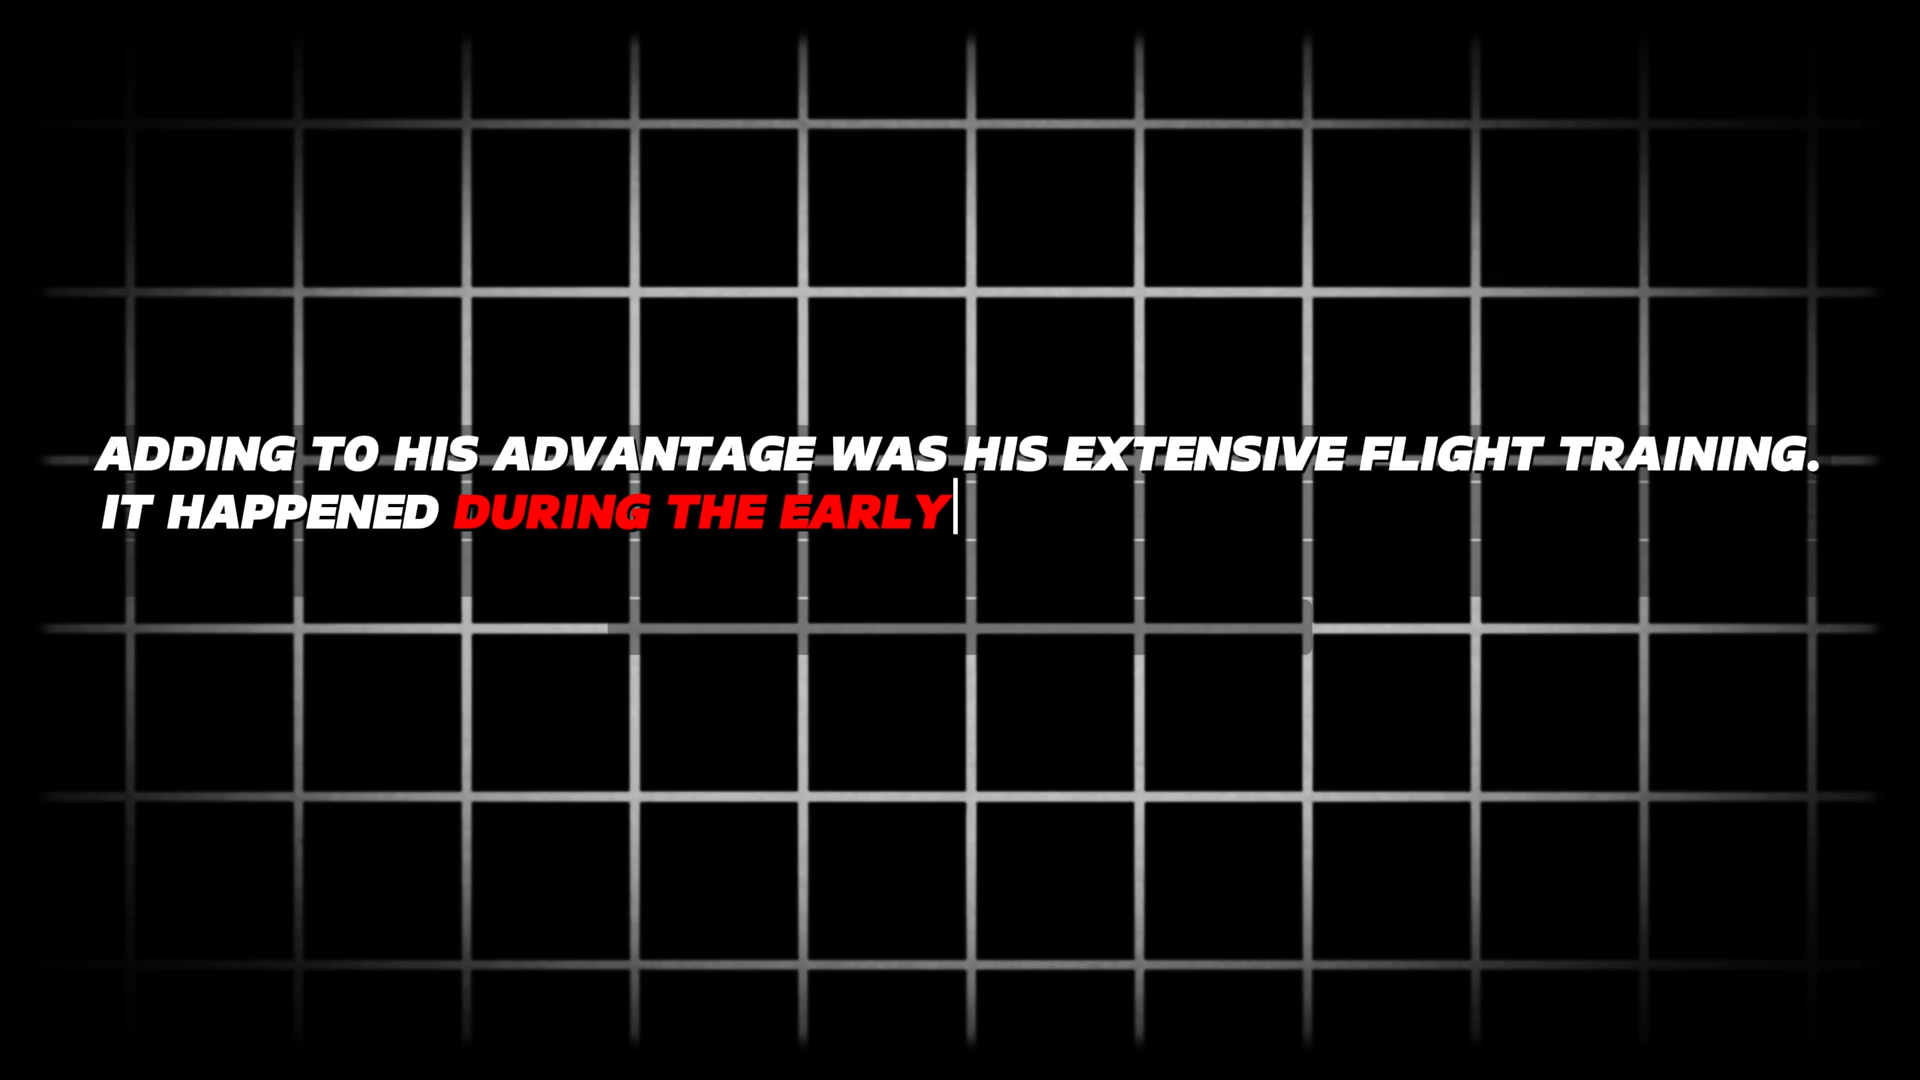 ADDING TO HIS ADVANTAGE WAS HIS EXTENSIVE FLIGHT TRAINING.
IT HAPPENED DURING THE EARLY